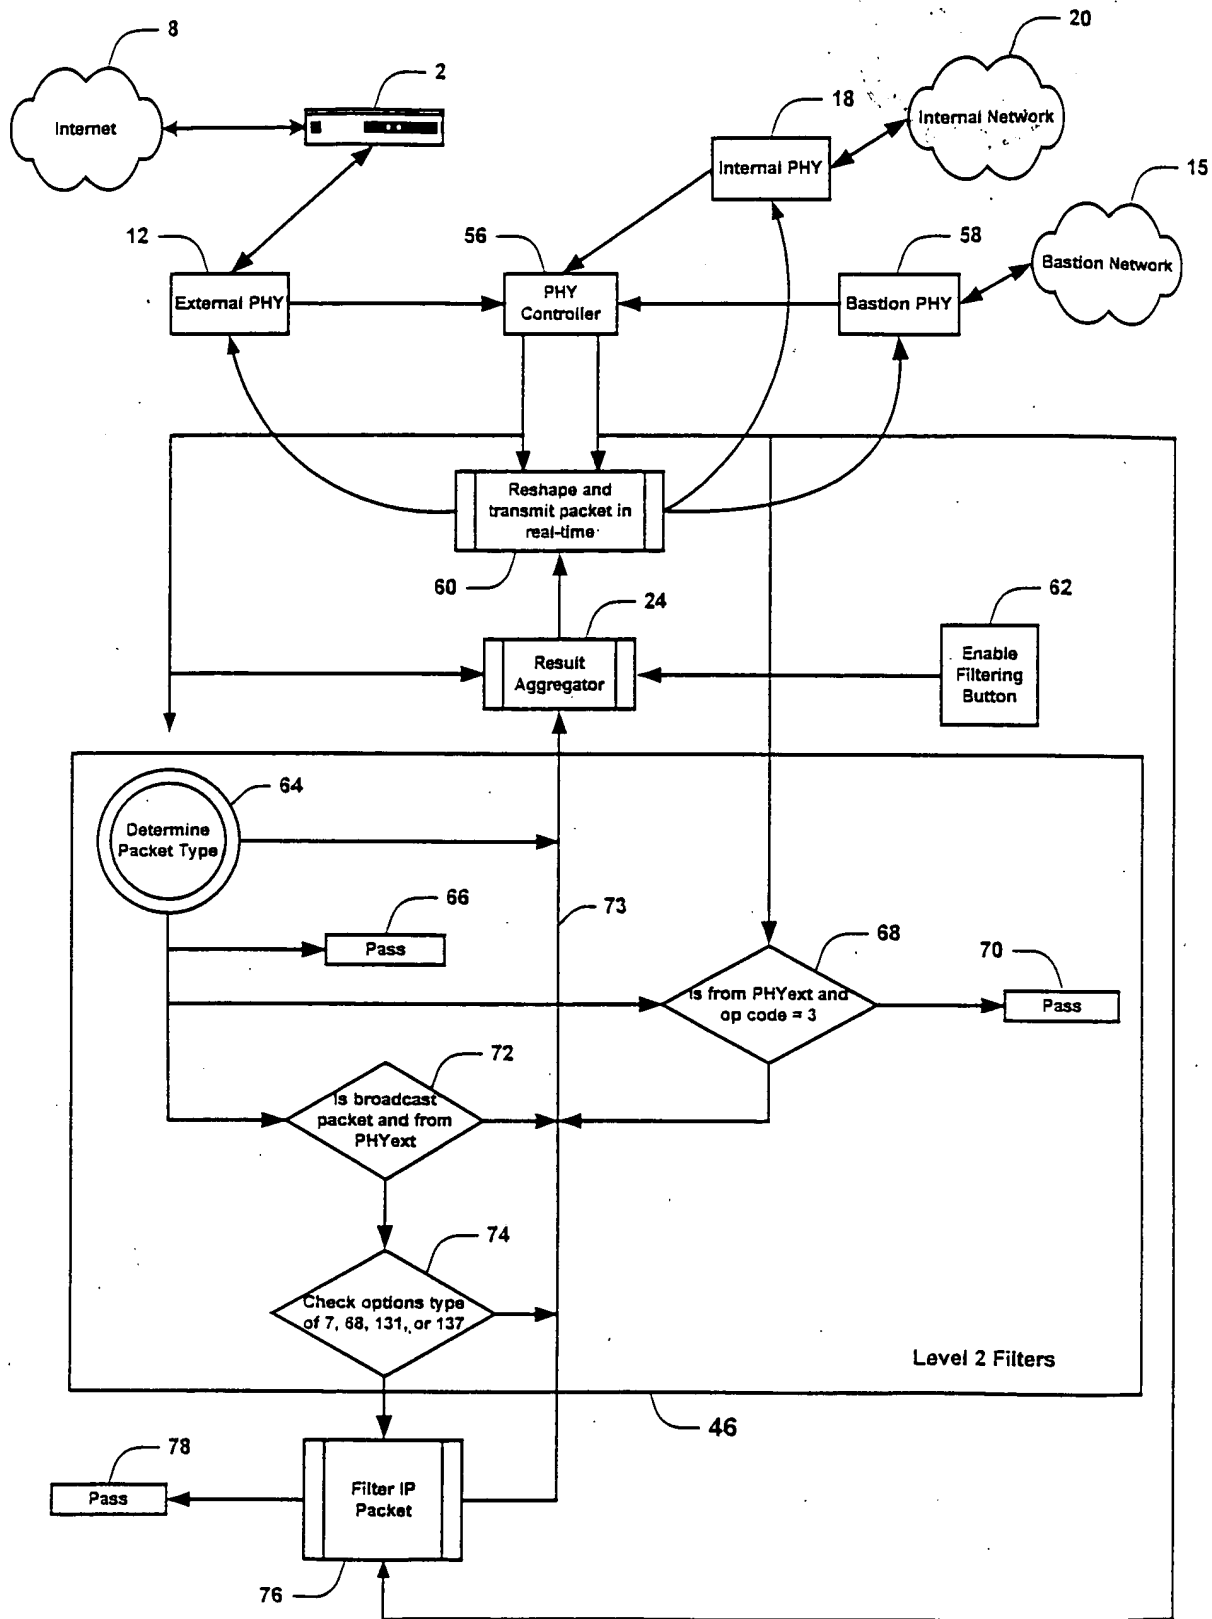 8
20
2
18
Internet
Internal Network
Internal PHY
15
12
56
58
Bastion Network
External PHY
PHY
Controller
Bastion PHY
Reshape and
transmit packet in
real-time
60
24
62
Result
Aggregator
Enable
Filtering
Button
64
Determine
Packet Type
66
73
Pass
68
70
is from PHYext and
op code = 3
Pass
72
Is broadcast
packet and from
PHYext
74
Check options type
of 7, 68, 131, or 137
Level 2 Filters
46
78
Pass
Filter IP
Packet
76